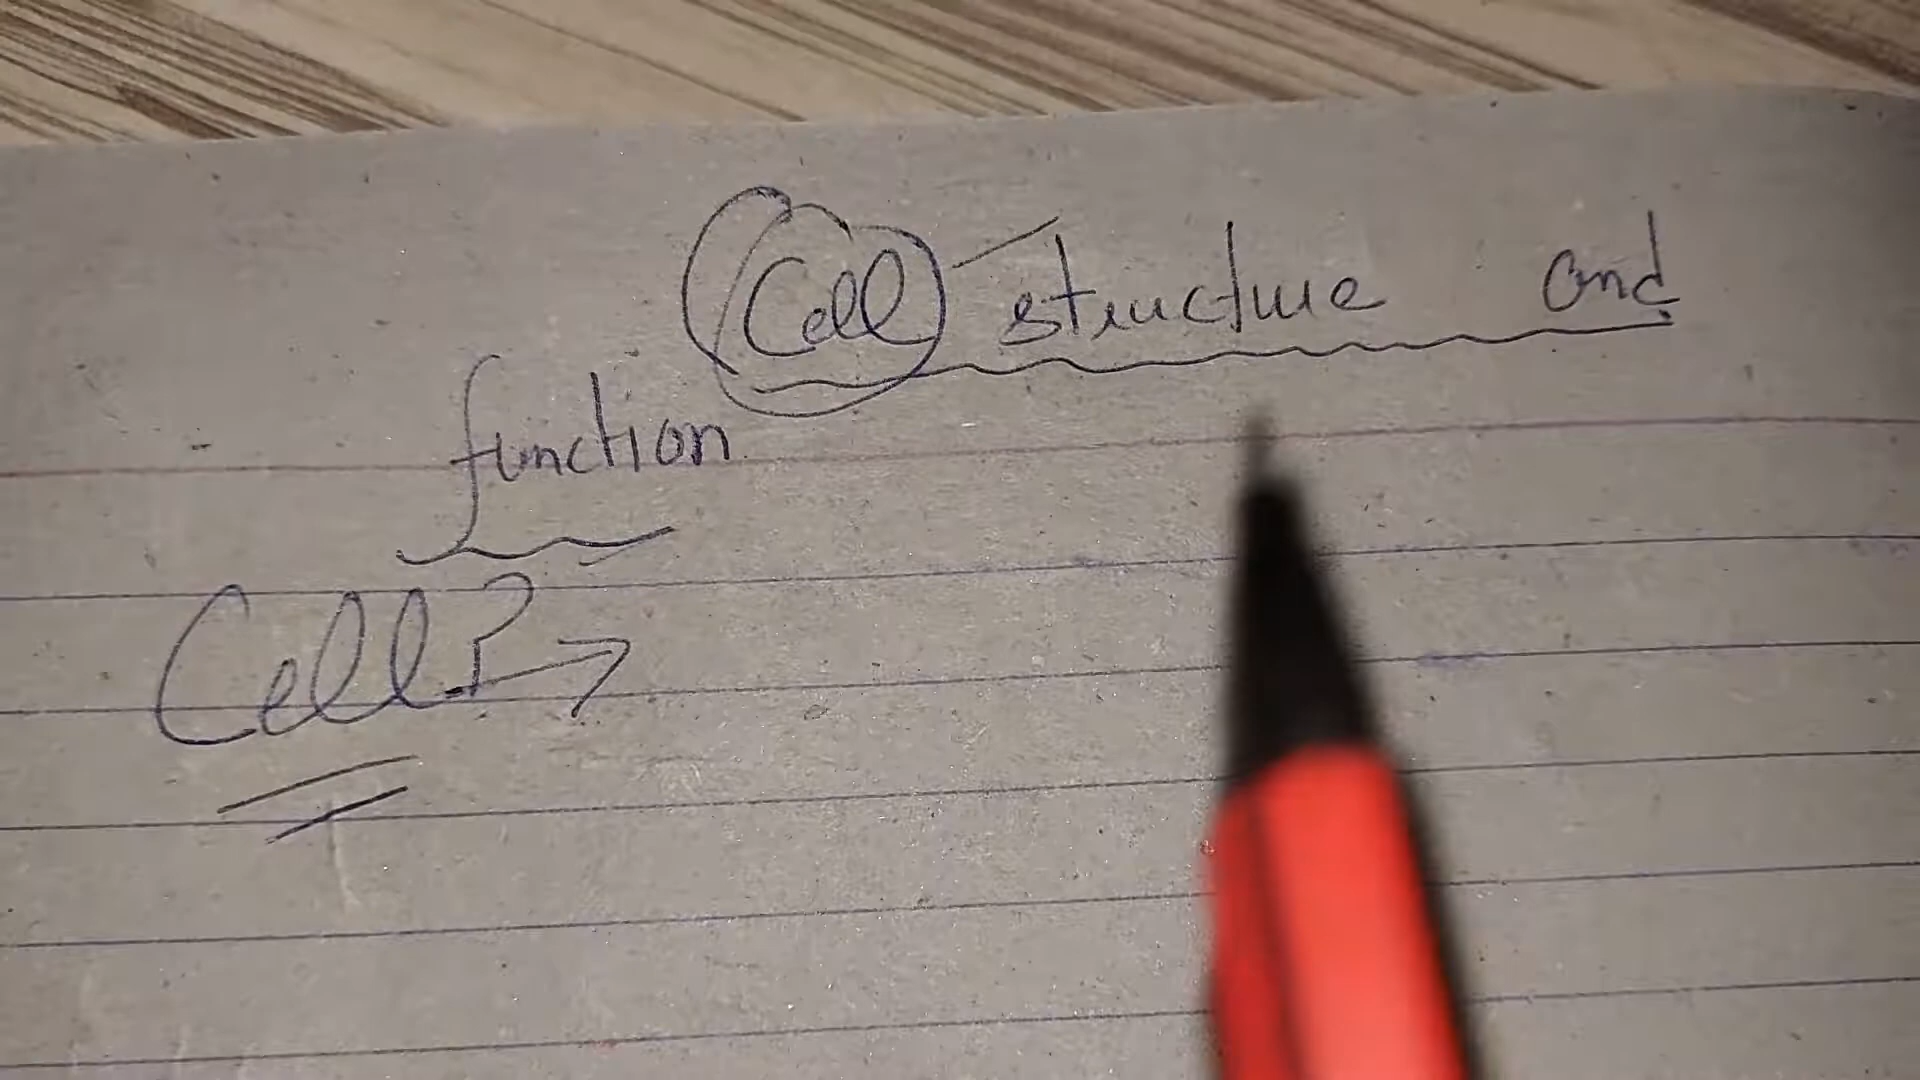 Cell structure and
function
Cell? →